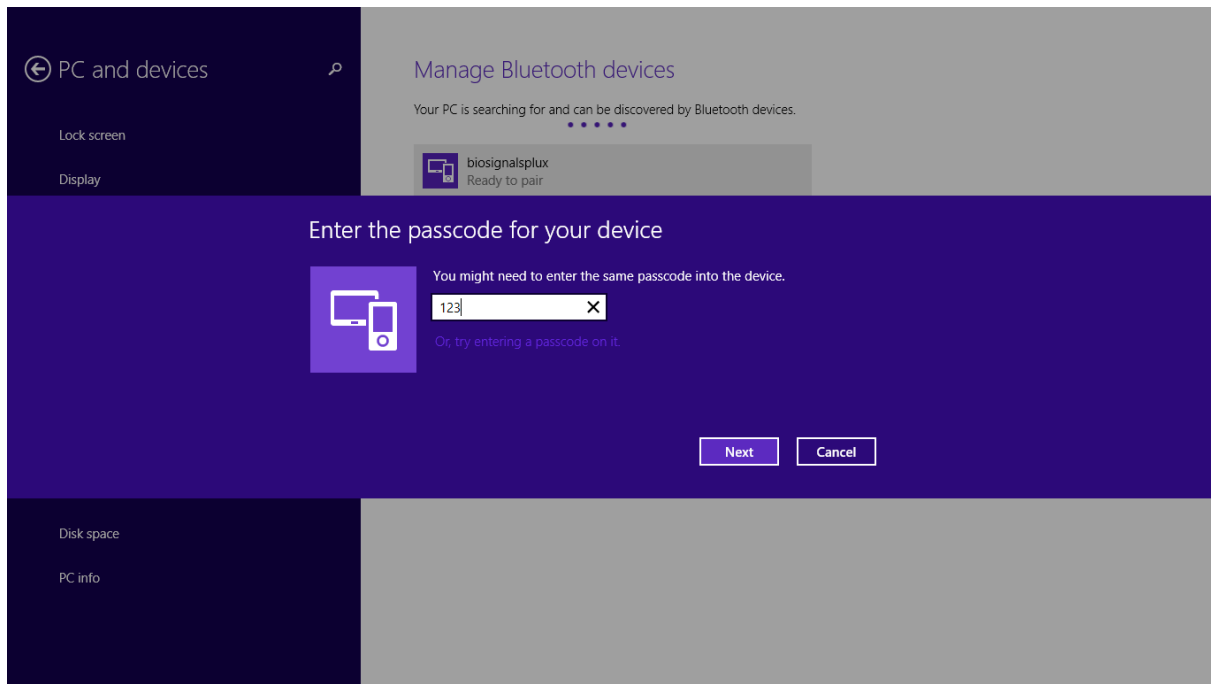 PC and devices
Lock screen
Display
Manage Bluetooth devices
Your PC is searching for and can be discovered by Bluetooth devices.
biosignalsplux
Ready to pair
Enter the passcode for your device
You might need to enter the same passcode into the device.
123
Or, try entering a passcode on it.
Next
Cancel
Disk space
PC info